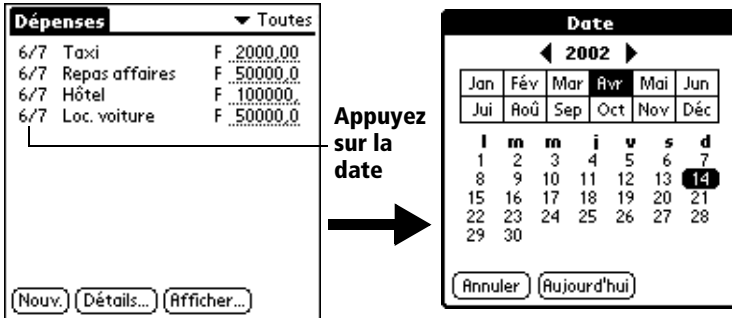 Dépenses ▼ Toutes
6/7 Taxi F 2000,00
6/7 Repas affaires F 50000,0
6/7 Hôtel F 100000,
6/7 Loc. voiture F 50000,0
Nouv. Détails... Afficher...
Appuyez
sur la
date
Date
2002
Jan Fév Mar Avr Mai Jun
Jui Aoû Sep Oct Nov Déc
l m m j v s d
1 2 3 4 5 6 7
8 9 10 11 12 13 14
15 16 17 18 19 20 21
22 23 24 25 26 27 28
29 30
Annuler Aujourd'hui